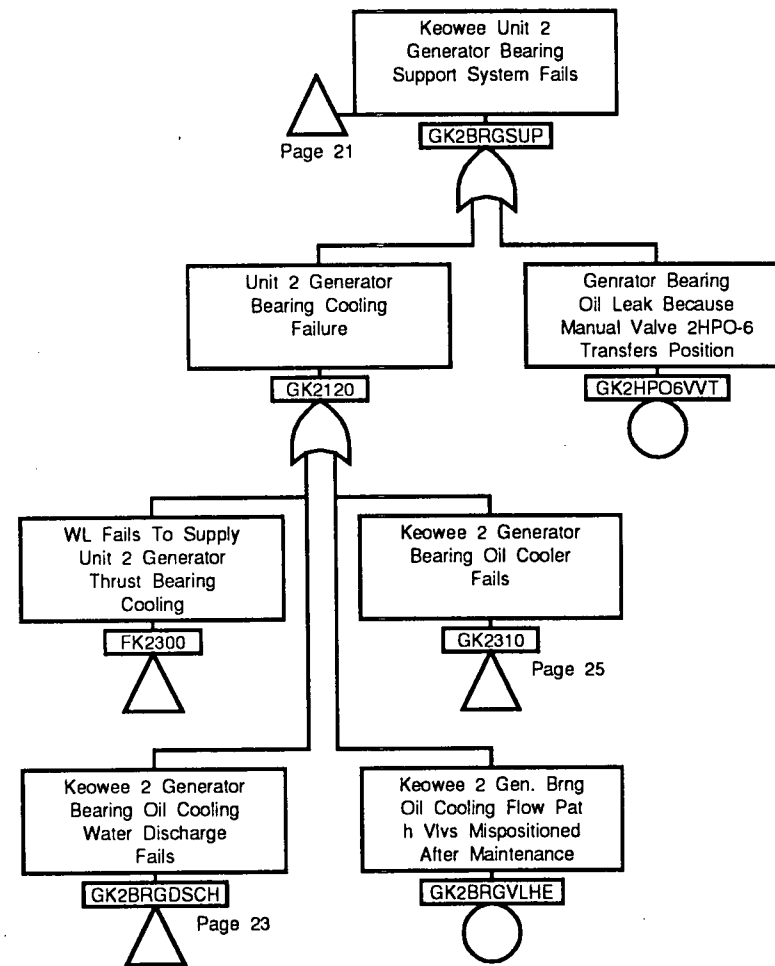 Keowee Unit 2
Generator Bearing
Support System Fails
Page 21
GK2BRGSUP
Unit 2 Generator
Bearing Cooling
Failure
GK2120
Genrator Bearing
Oil Leak Because
Manual Valve 2HPO-6
Transfers Position
GK2HPO6VVT
WL Fails To Supply
Unit 2 Generator
Thrust Bearing
Cooling
FK2300
Keowee 2 Generator
Bearing Oil Cooler
Fails
GK2310
Page 25
Keowee 2 Generator
Bearing Oil Cooling
Water Discharge
Fails
GK2BRGDSCH
Page 23
Keowee 2 Gen. Brng
Oil Cooling Flow Pat
h Vlvs Mispositioned
After Maintenance
GK2BRGVLHE